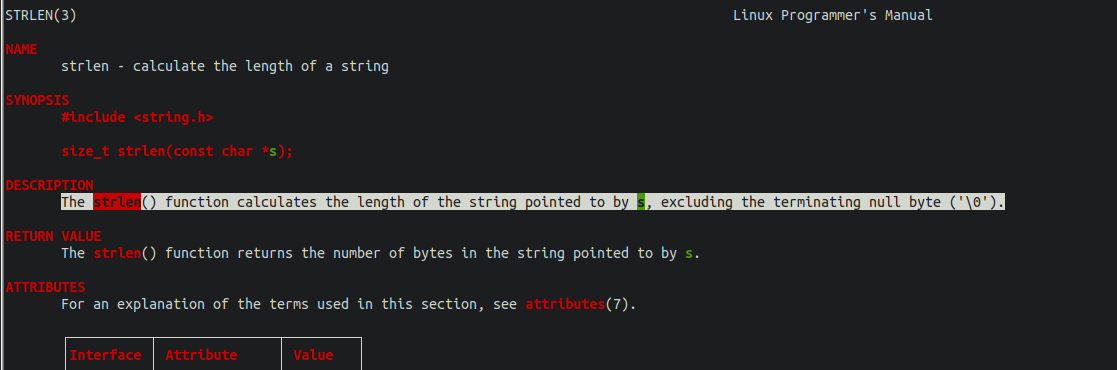 STRLEN(3) Linux Programmer's Manual
NAME
strlen - calculate the length of a string
SYNOPSIS
#include <string.h>
size_t strlen(const char *s);
DESCRIPTION
The strlen() function calculates the length of the string pointed to by s, excluding the terminating null byte ('\0').
RETURN VALUE
The strlen() function returns the number of bytes in the string pointed to by s.
ATTRIBUTES
For an explanation of the terms used in this section, see attributes(7).
Interface Attribute Value